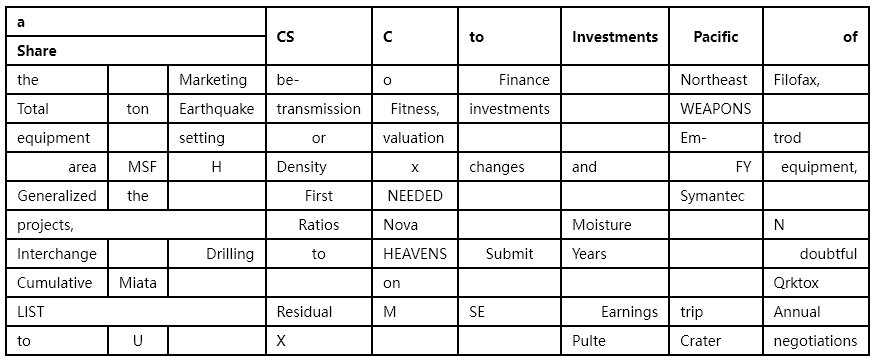 a CS C to Investments Pacific of
Share
the Marketing be- o Finance Northeast Filofax,
Total ton Earthquake transmission Fitness, investments WEAPONS
equipment setting or valuation Em- trod
area MSF H Density x changes and FY equipment,
Generalized the First NEEDED Symantec
projects, Ratios Nova Moisture N
Interchange Drilling to HEAVENS Submit Years doubtful
Cumulative Miata on Qrktox
LIST Residual M SE Earnings trip Annual
to U X Pulte Crater negotiations